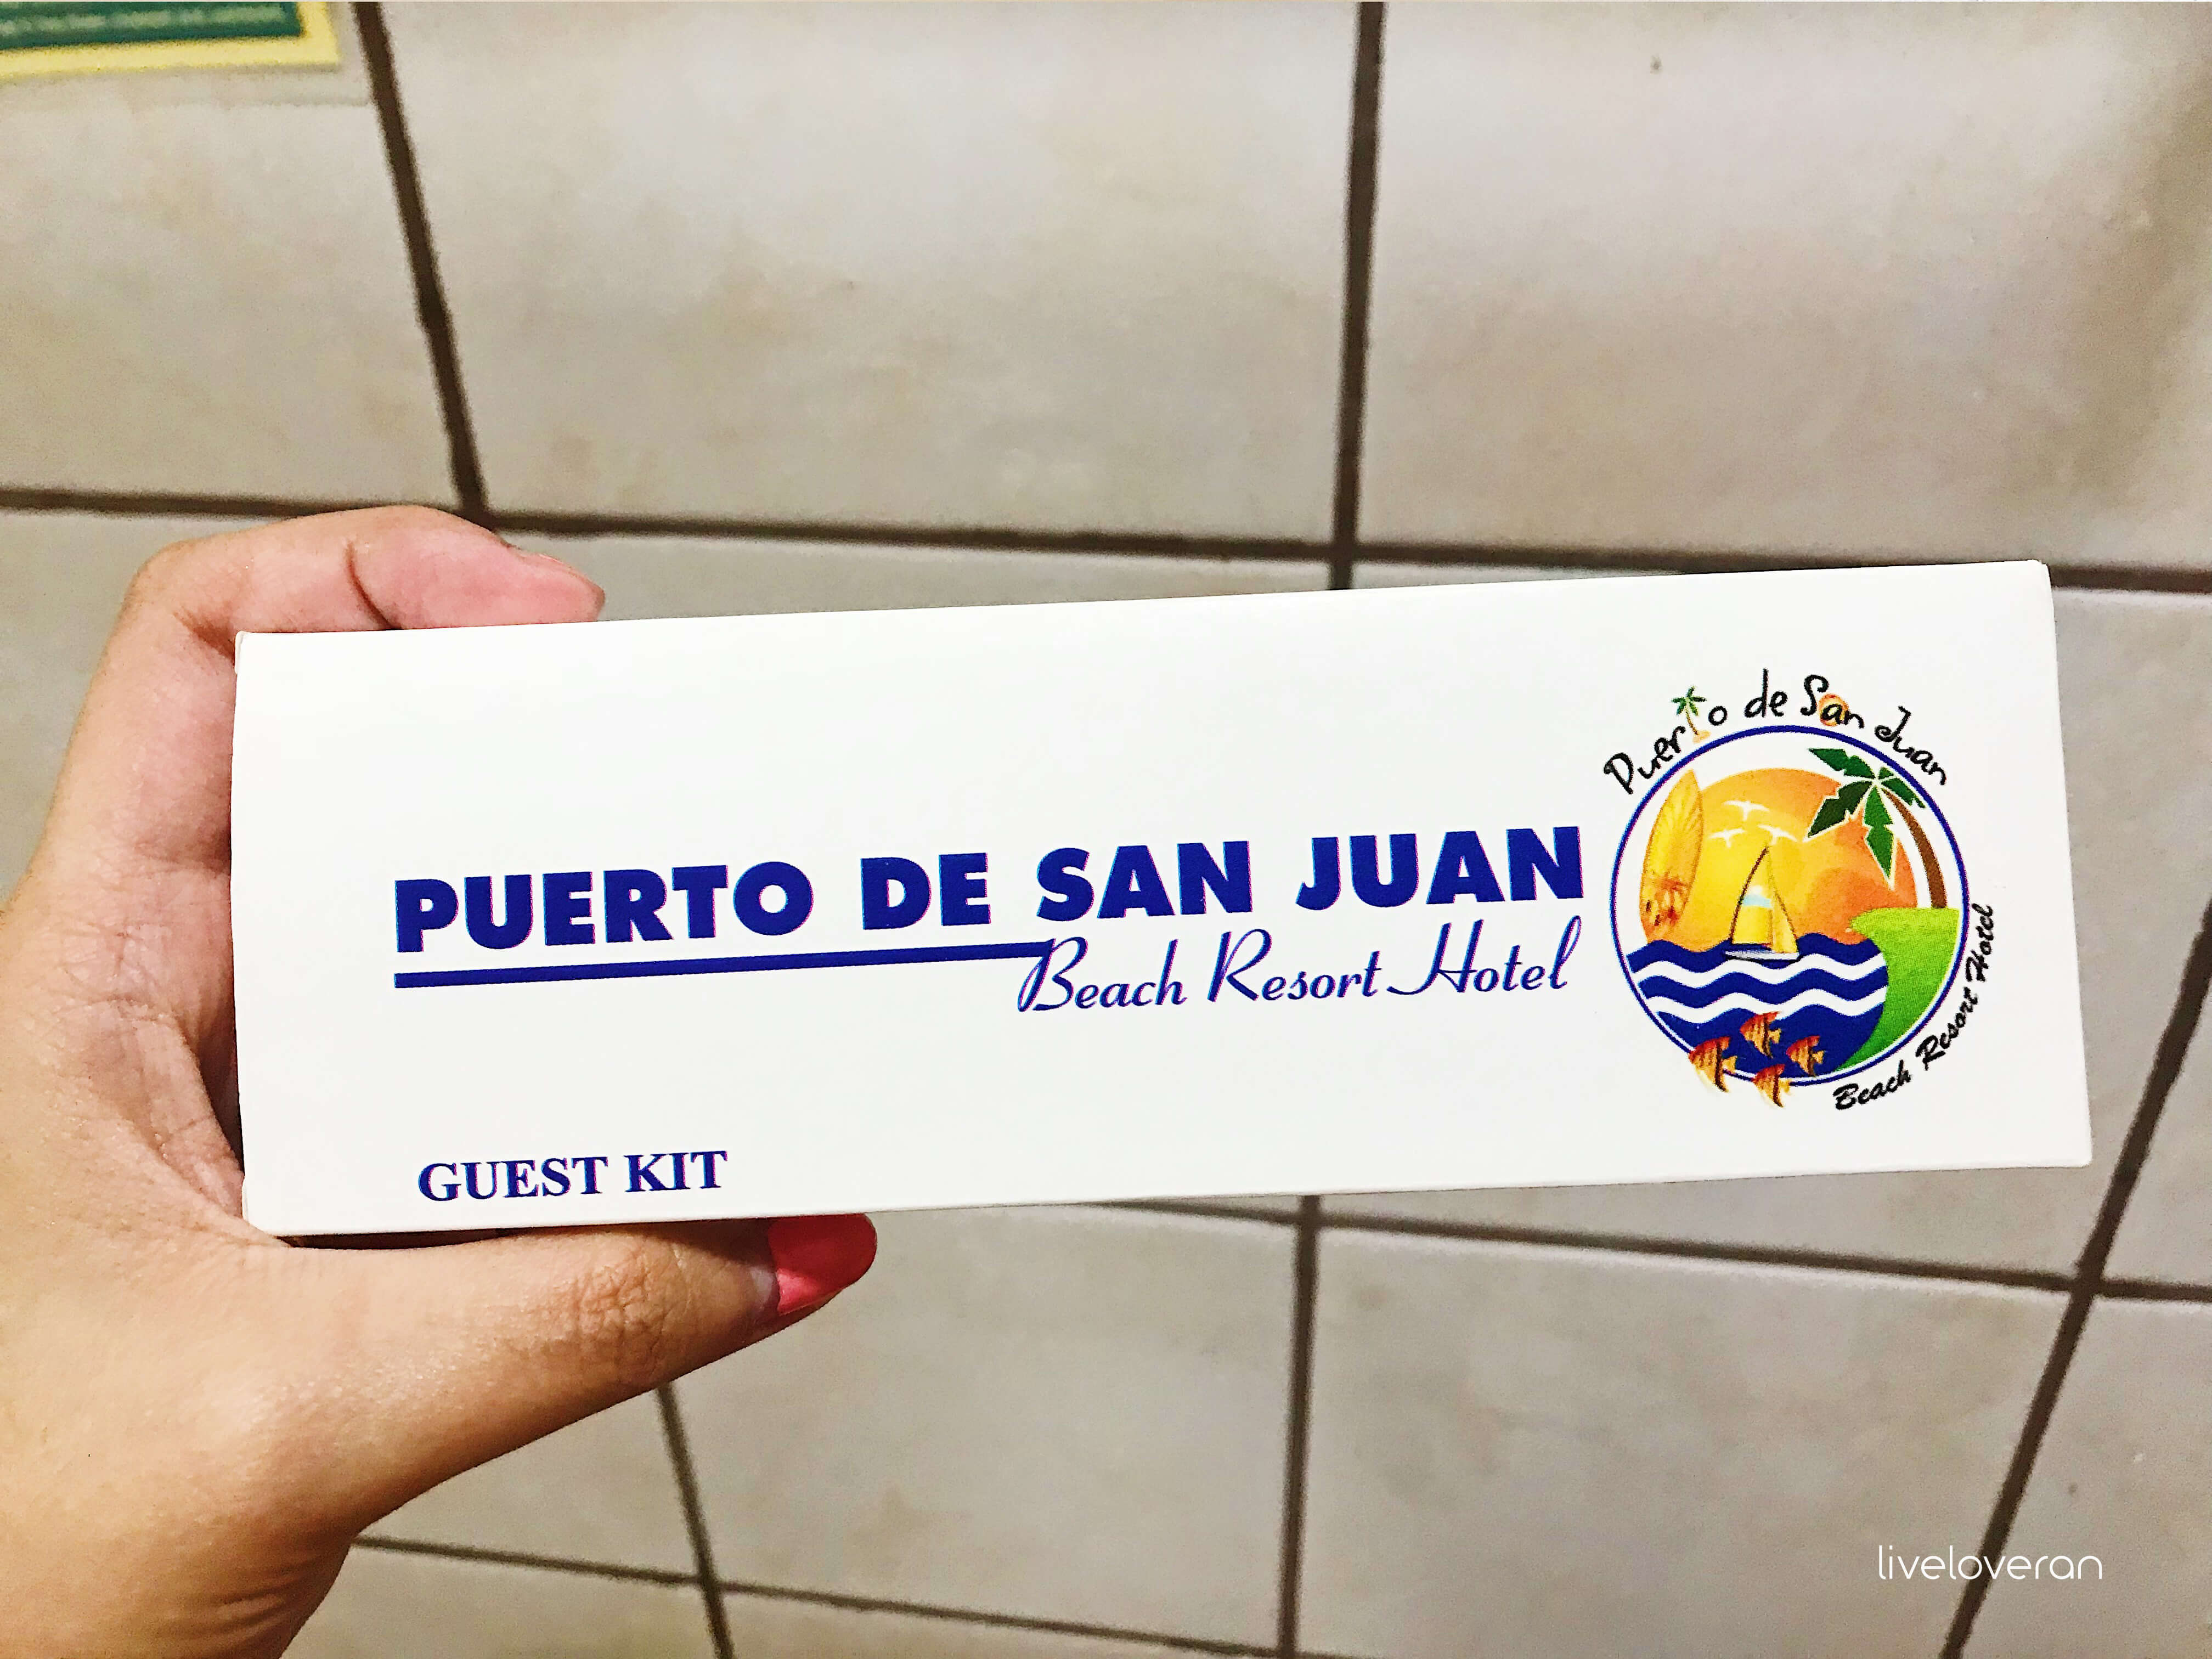 PUERTO DE SAN JUAN
Beach Resort Hotel
GUEST KIT
Puerto de San Juan
Beach Resort Hotel
liveloveran